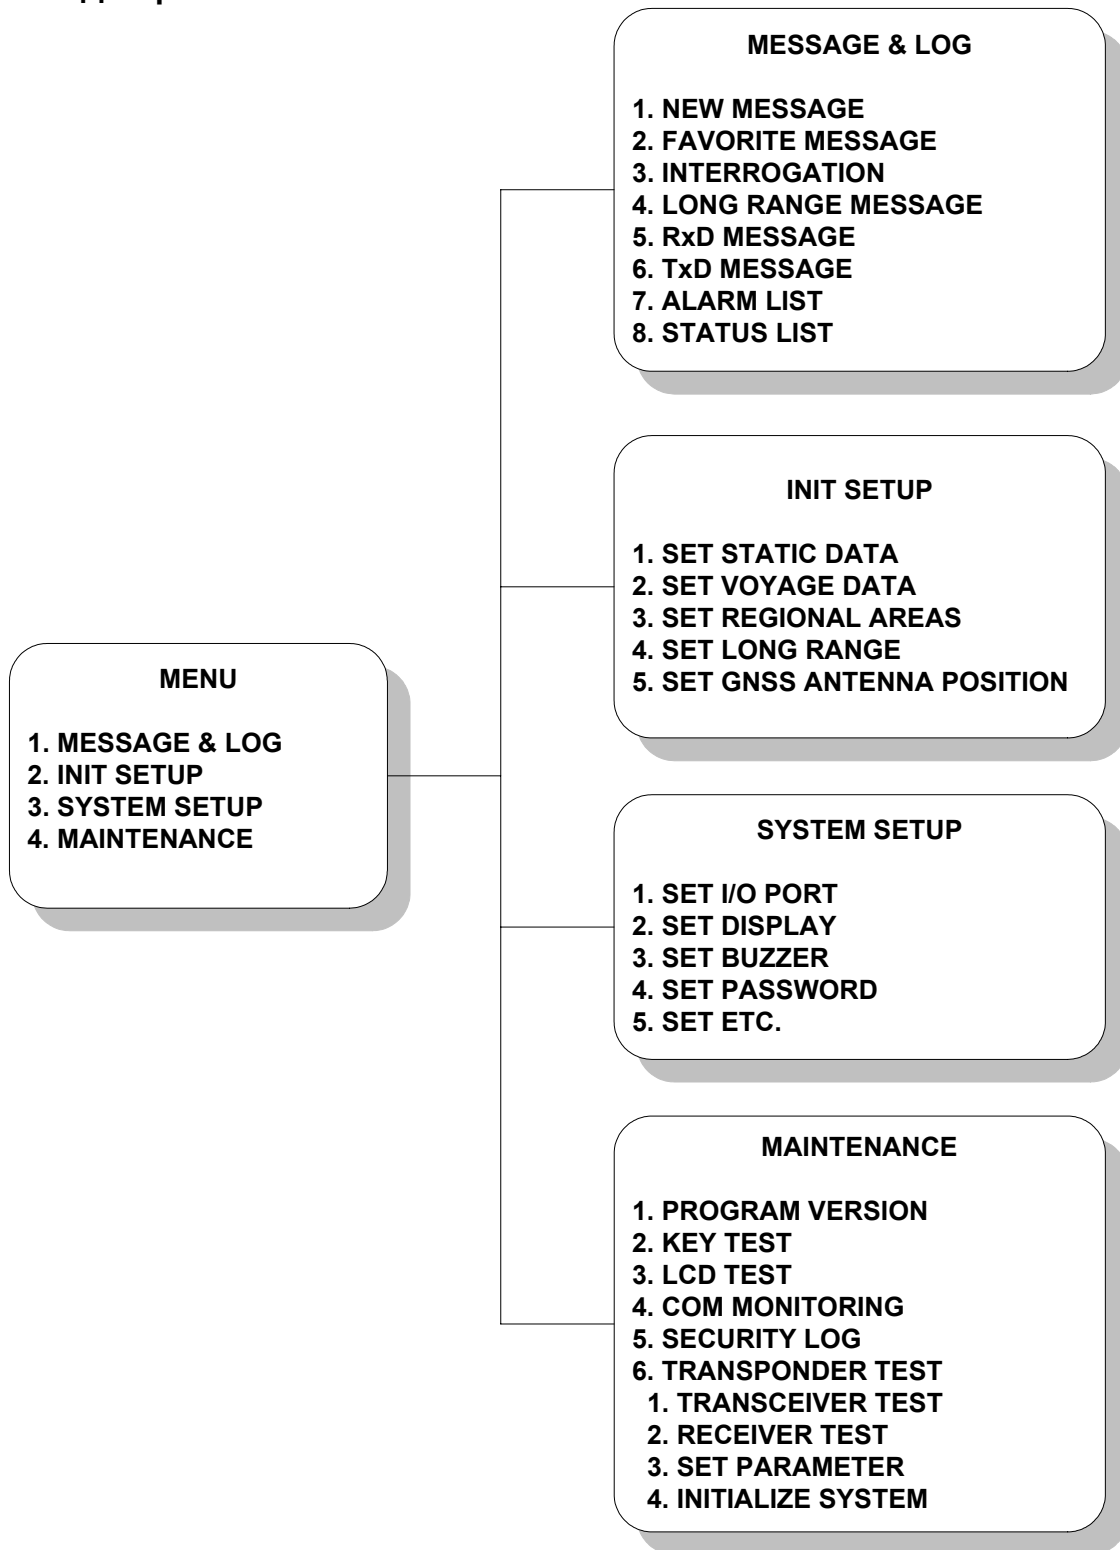 MESSAGE & LOG
1. NEW MESSAGE
2. FAVORITE MESSAGE
3. INTERROGATION
4. LONG RANGE MESSAGE
5. RxD MESSAGE
6. TxD MESSAGE
7. ALARM LIST
8. STATUS LIST
INIT SETUP
1. SET STATIC DATA
2. SET VOYAGE DATA
3. SET REGIONAL AREAS
4. SET LONG RANGE
5. SET GNSS ANTENNA POSITION
MENU
1. MESSAGE & LOG
2. INIT SETUP
3. SYSTEM SETUP
4. MAINTENANCE
SYSTEM SETUP
1. SET I/O PORT
2. SET DISPLAY
3. SET BUZZER
4. SET PASSWORD
5. SET ETC.
MAINTENANCE
1. PROGRAM VERSION
2. KEY TEST
3. LCD TEST
4. COM MONITORING
5. SECURITY LOG
6. TRANSPONDER TEST
1. TRANSCEIVER TEST
2. RECEIVER TEST
3. SET PARAMETER
4. INITIALIZE SYSTEM